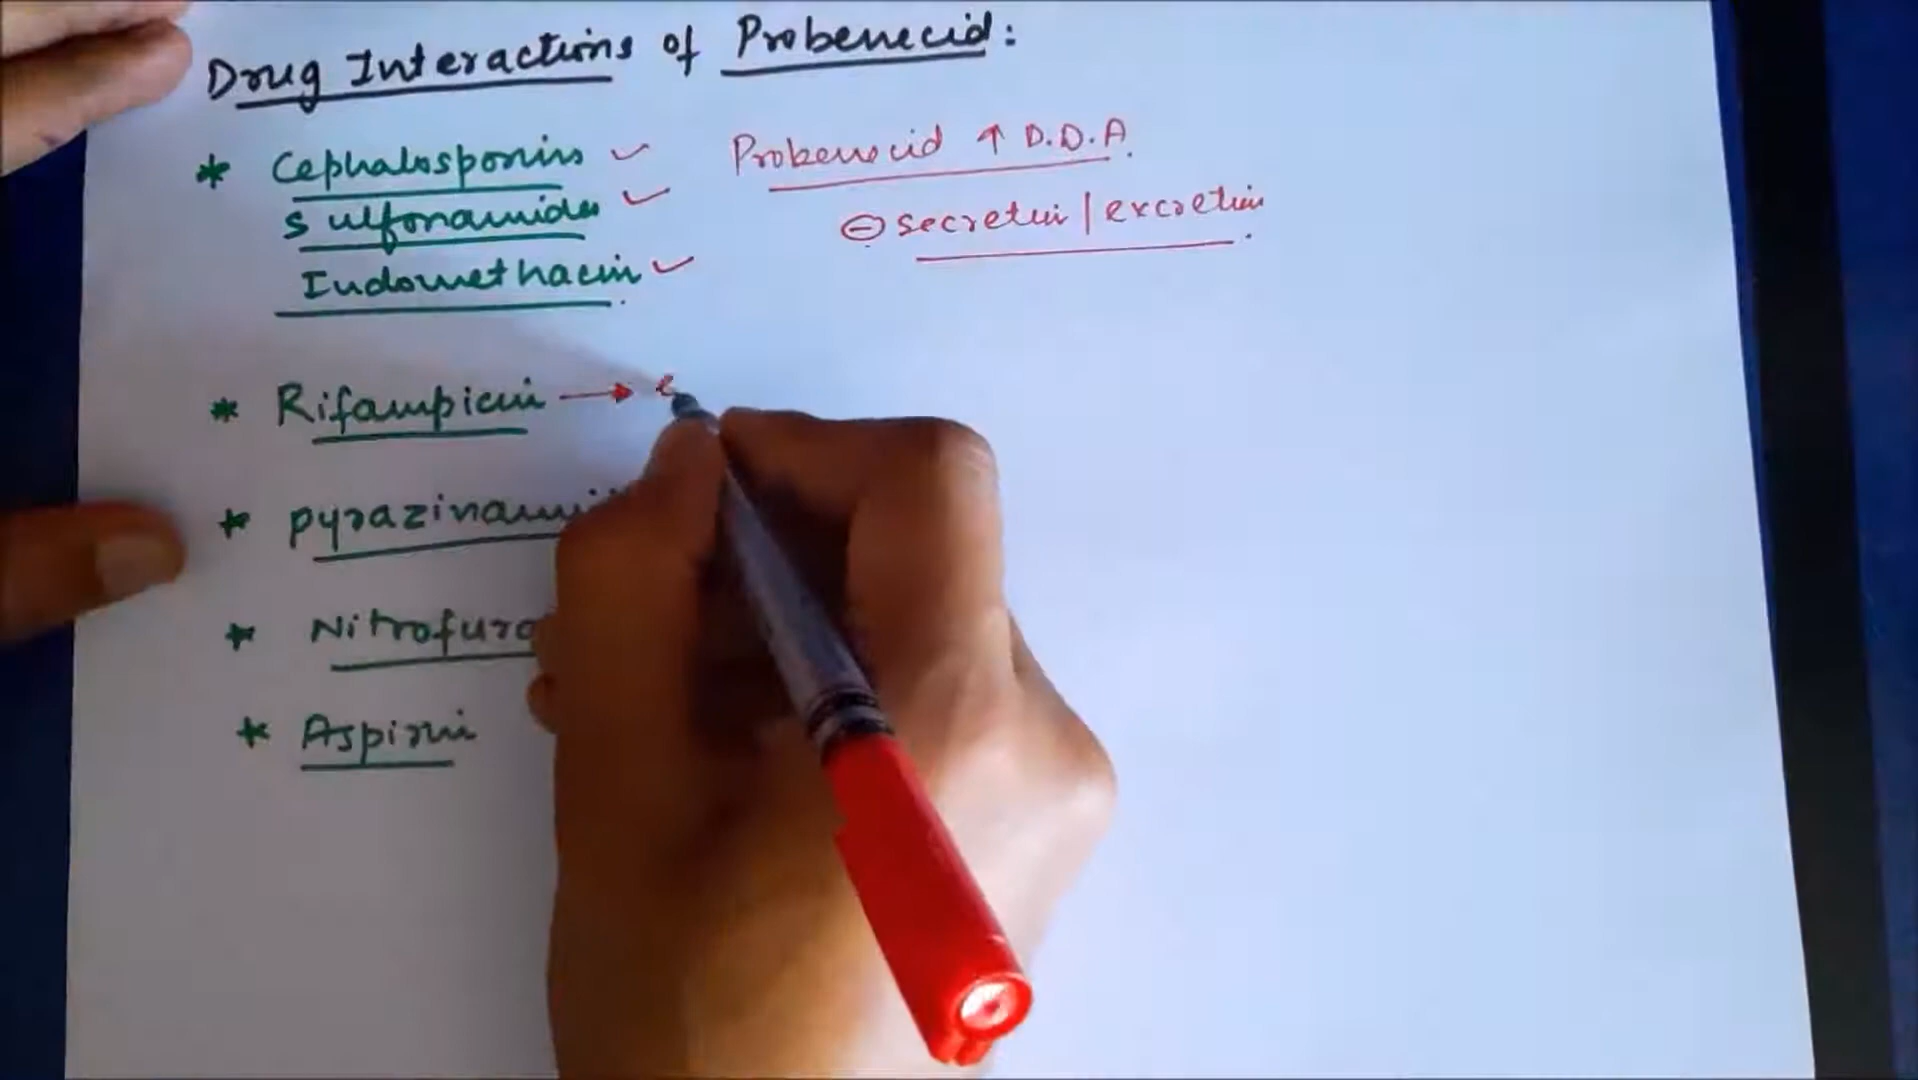 Drug Interactions of Probenecid:
* Cephalosporins ✓ Probenecid ↑ D.D.A.
sulfonamides ✓ ⊖ secretion / excretion.
Indomethacin ✓
* Rifampicin → e
* pyrazinami
* Nitrofura
* Aspirin